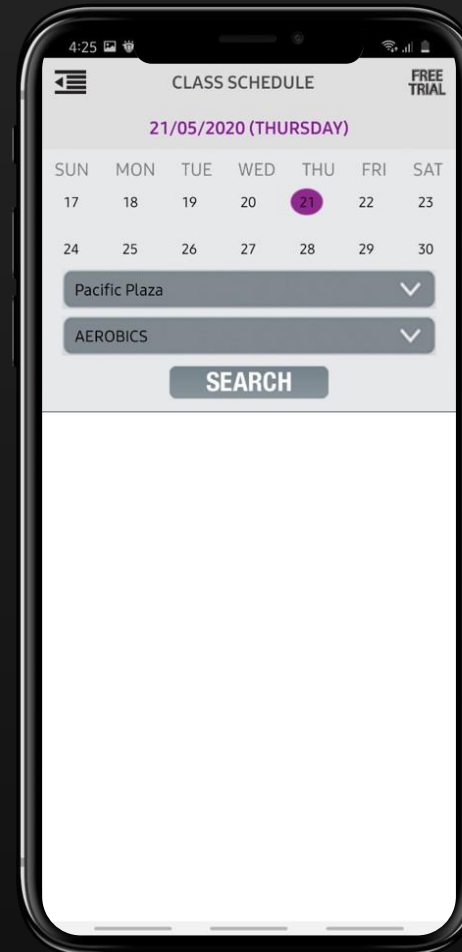 4:25
CLASS SCHEDULE
FREE
TRIAL
21/05/2020 (THURSDAY)
SUN MON TUE WED THU FRI SAT
17 18 19 20 21 22 23
24 25 26 27 28 29 30
Pacific Plaza
AEROBICS
SEARCH